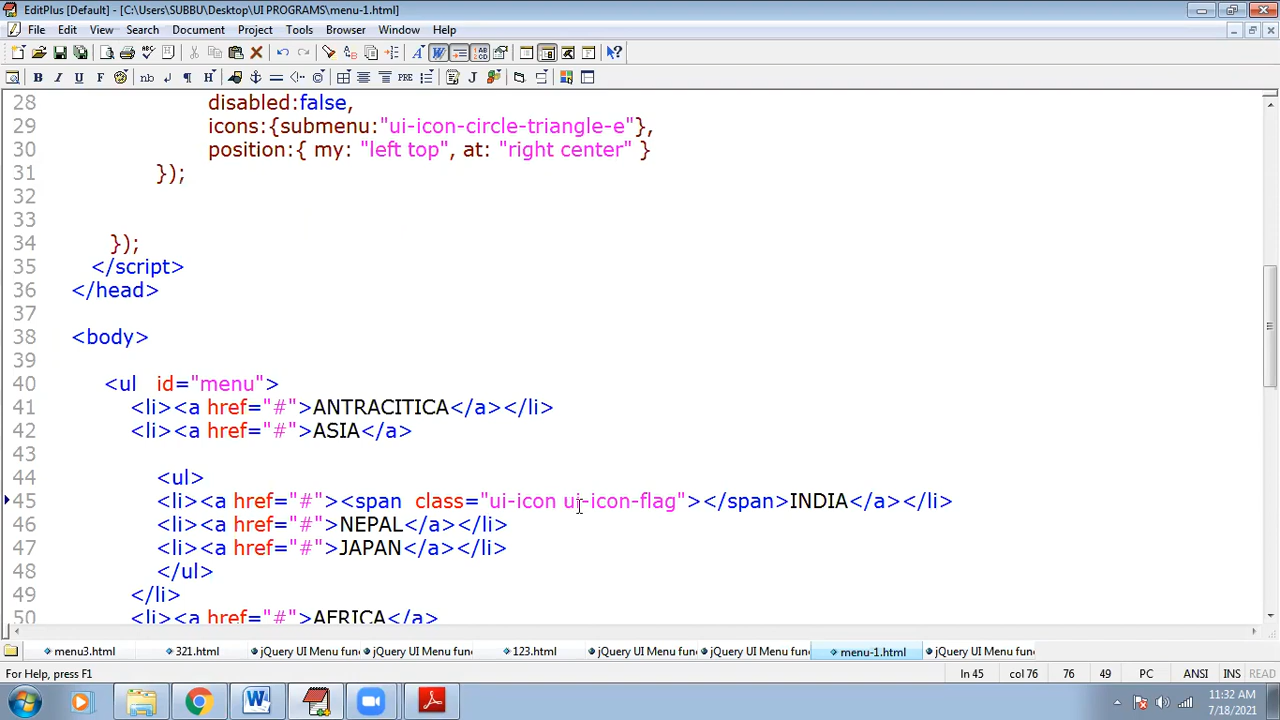 EditPlus [Default] - [C:\Users\SUBBU\Desktop\UI PROGRAMS\menu-1.html]
File Edit View Search Document Project Tools Browser Window Help
28 disabled:false,
29 icons:{submenu:"ui-icon-circle-triangle-e"},
30 position:{ my: "left top", at: "right center" }
31 });
32
33
34 });
35 </script>
36 </head>
37
38 <body>
39
40 <ul id="menu">
41 <li><a href="#">ANTRACITICA</a></li>
42 <li><a href="#">ASIA</a>
43
44 <ul>
45 <li><a href="#"><span class="ui-icon ui-icon-flag"></span>INDIA</a></li>
46 <li><a href="#">NEPAL</a></li>
47 <li><a href="#">JAPAN</a></li>
48 </ul>
49 </li>
50 <li><a href="#">AFRICA</a>
menu3.html 321.html jQuery UI Menu fun jQuery UI Menu func 123.html jQuery UI Menu fun jQuery UI Menu fun menu-1.html jQuery UI Menu fun
For Help, press F1 ln 45 col 76 76 49 PC ANSI INS READ
11:32 AM
7/18/2021